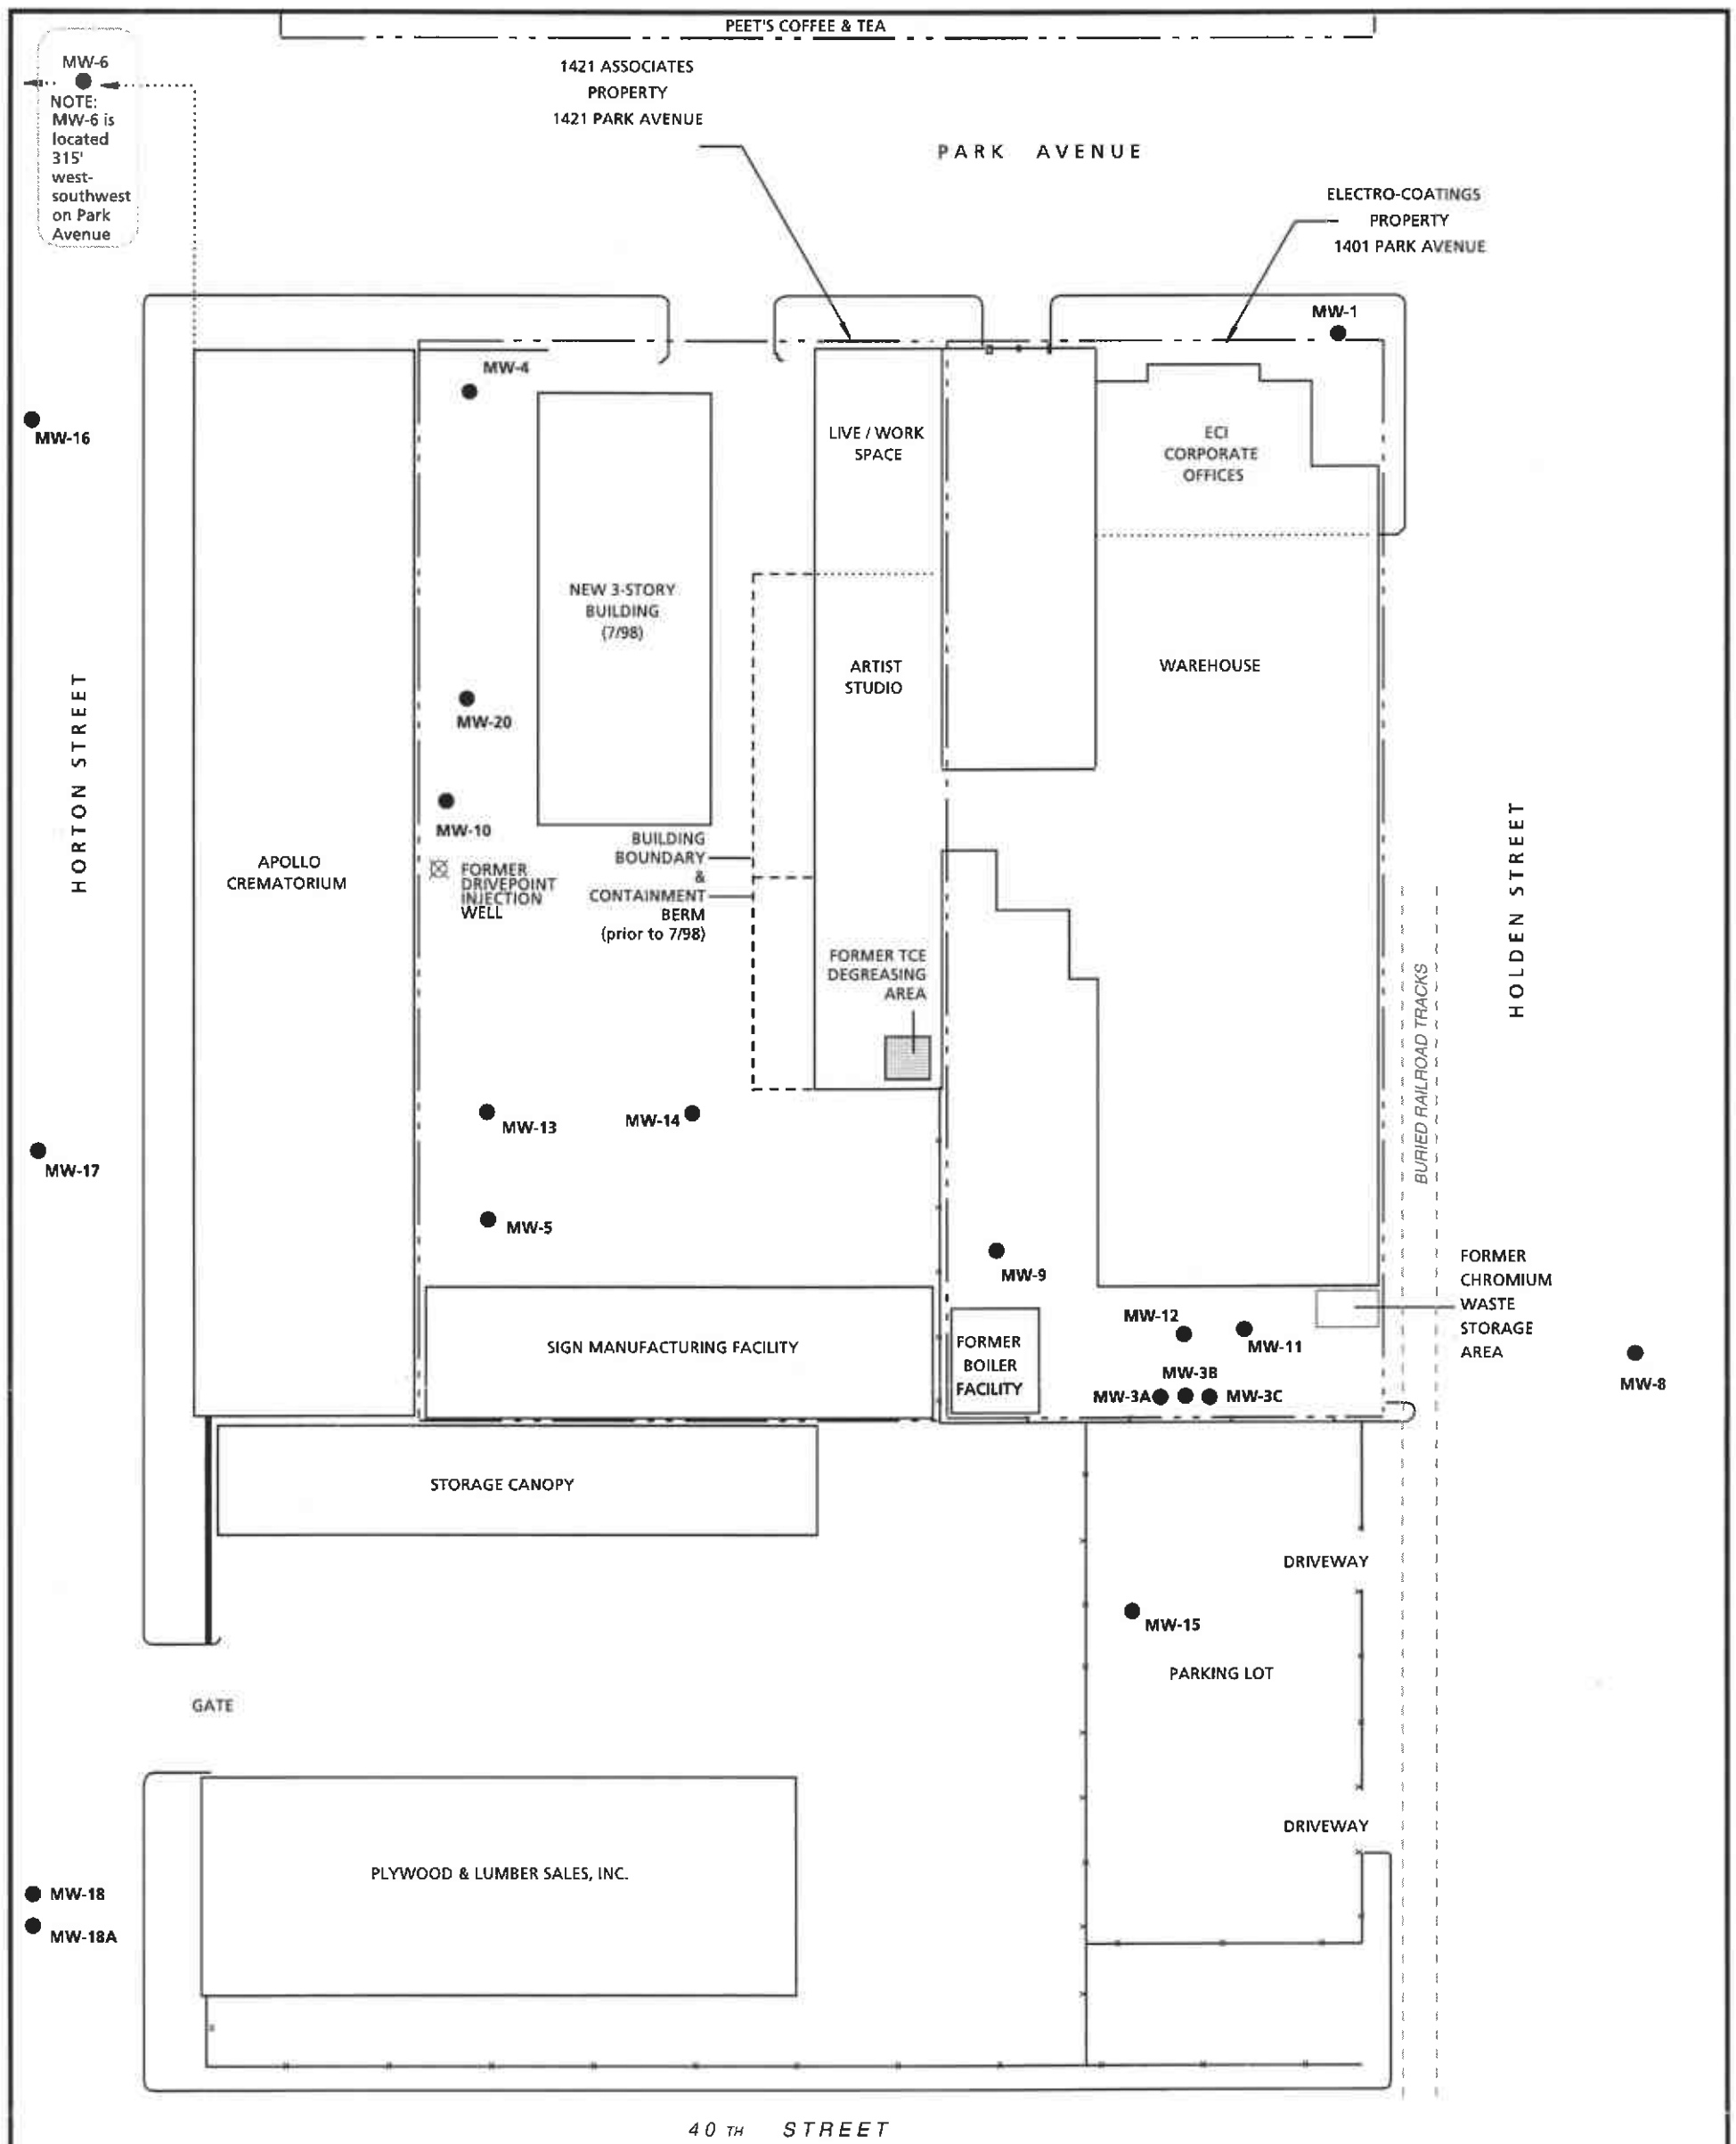 PEET'S COFFEE & TEA
MW-6
NOTE:
MW-6 is
located
315'
west-
southwest
on Park
Avenue
1421 ASSOCIATES
PROPERTY
1421 PARK AVENUE
PARK AVENUE
ELECTRO-COATINGS
PROPERTY
1401 PARK AVENUE
MW-1
MW-4
MW-16
LIVE / WORK
SPACE
ECI
CORPORATE
OFFICES
NEW 3-STORY
BUILDING
(7/98)
ARTIST
STUDIO
WAREHOUSE
HORTON STREET
MW-20
MW-10
APOLLO
CREMATORIUM
FORMER
DRIVEPOINT
INJECTION
WELL
BUILDING
BOUNDARY
&
CONTAINMENT
BERM
(prior to 7/98)
FORMER TCE
DEGREASING
AREA
HOLDEN STREET
BURIED RAILROAD TRACKS
MW-13
MW-14
MW-17
MW-5
MW-9
FORMER
CHROMIUM
WASTE
STORAGE
AREA
MW-12
MW-11
SIGN MANUFACTURING FACILITY
FORMER
BOILER
FACILITY
MW-3B
MW-3A
MW-3C
MW-8
STORAGE CANOPY
DRIVEWAY
MW-15
PARKING LOT
GATE
DRIVEWAY
PLYWOOD & LUMBER SALES, INC.
MW-18
MW-18A
40 TH STREET